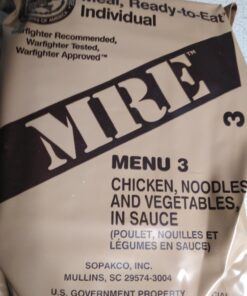 Meal, Ready-to-Eat
Individual
Warfighter Recommended,
Warfighter Tested,
Warfighter Approved™
MRE™
3
MENU 3
CHICKEN, NOODLES
AND VEGETABLES,
IN SAUCE
(POULET, NOUILLES ET
LÉGUMES EN SAUCE)
SOPAKCO, INC.
MULLINS, SC 29574-3004
U.S. GOVERNMENT PROPERTY